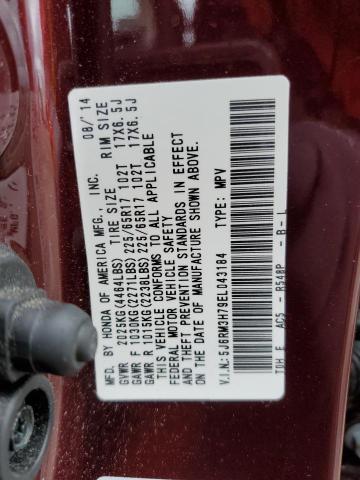 MFD. BY HONDA OF AMERICA MFG., INC. 08/'14
GVWR 2025KG(4464LBS) TIRE SIZE RIM SIZE
GAWR F 1030KG(2271LBS) 225/65R17 102T 17X6.5J
GAWR R 1015KG(2238LBS) 225/65R17 102T 17X6.5J
THIS VEHICLE CONFORMS TO ALL APPLICABLE
FEDERAL MOTOR VEHICLE SAFETY
AND THEFT PREVENTION STANDARDS IN EFFECT
ON THE DATE OF MANUFACTURE SHOWN ABOVE.
V.I.N.:5J6RM3H79EL043184 TYPE: MPV
TDH E AC5 - R548P - B - L